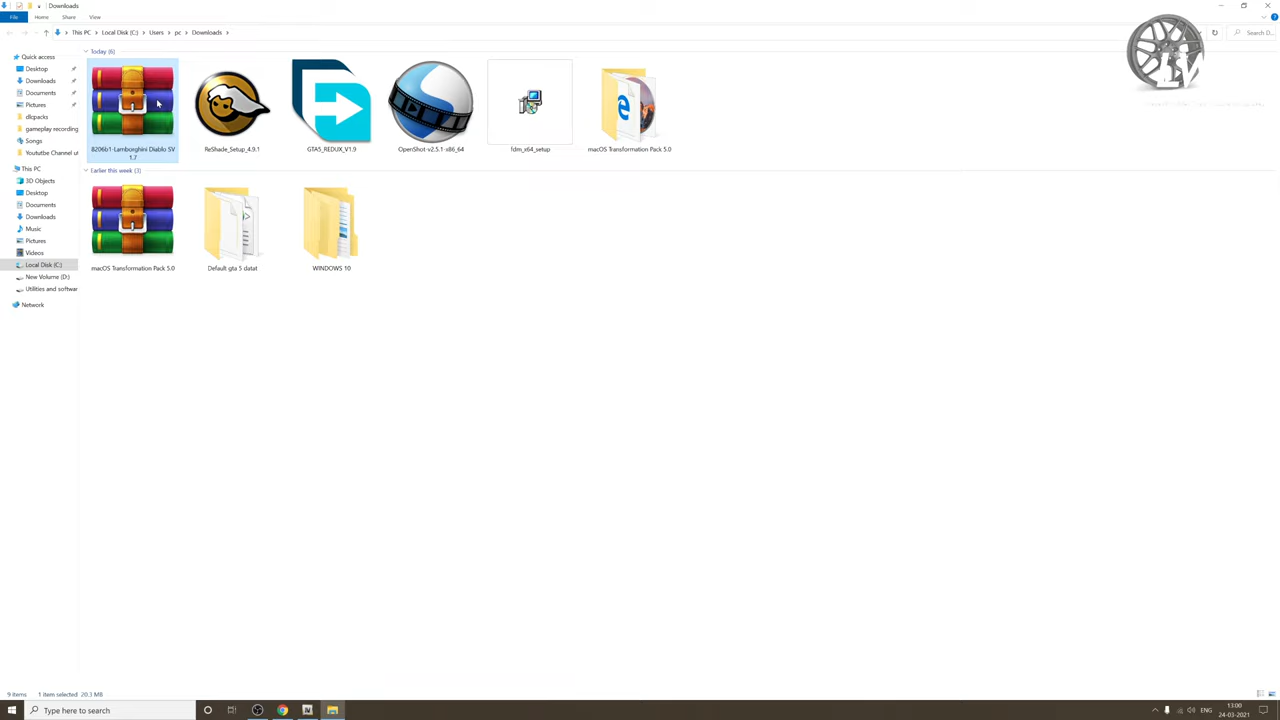 Downloads
File
Home
Share
View
This PC
Local Disk (C:)
Users
pc
Downloads
Search D...
Quick access
Desktop
Downloads
Documents
Pictures
dlcpacks
gameplay recording
Songs
Yoututbe Channel ut
This PC
3D Objects
Desktop
Documents
Downloads
Music
Pictures
Videos
Local Disk (C:)
New Volume (D:)
Utilities and softwar
Network
Today (6)
8206b1-Lamborghini Diablo SV
1.7
ReShade_Setup_4.9.1
GTA5_REDUX_V1.9
OpenShot-v2.5.1-x86_64
fdm_x64_setup
macOS Transformation Pack 5.0
Earlier this week (3)
macOS Transformation Pack 5.0
Default gta 5 datat
WINDOWS 10
9 items
1 item selected
20.3 MB
Type here to search
ENG
13:00
24-03-2021